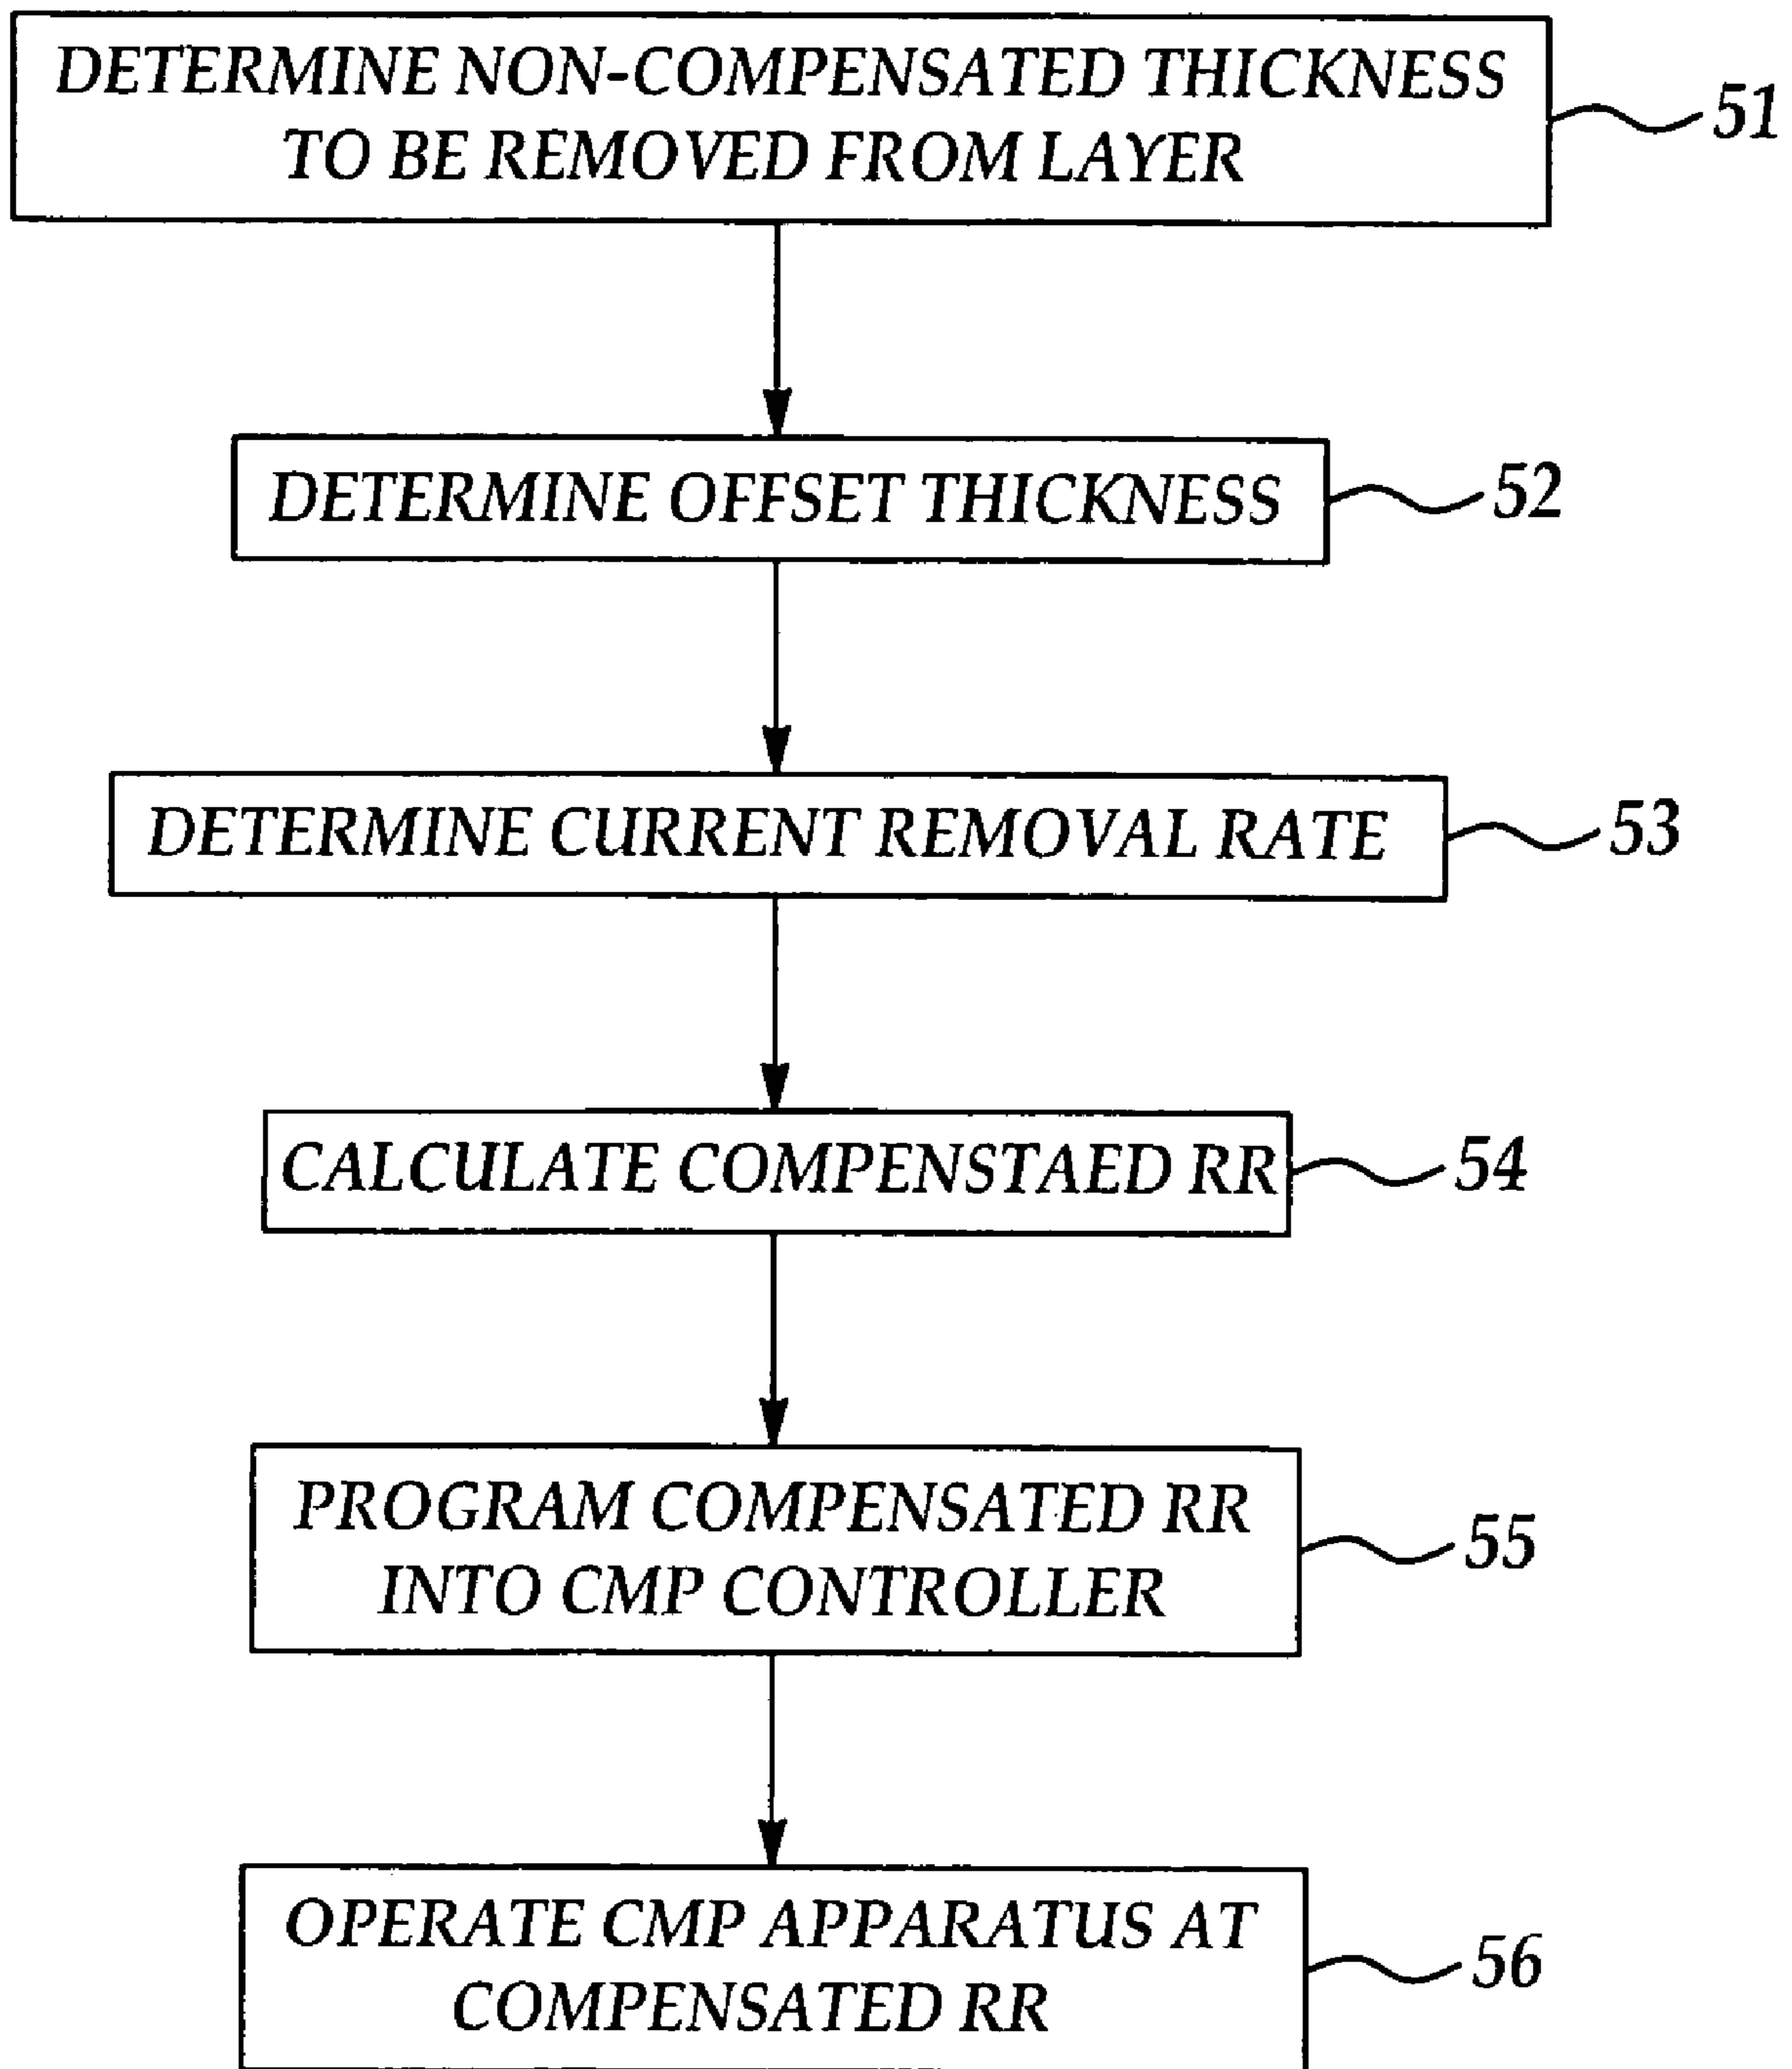 DETERMINE NON-COMPENSATED THICKNESS
TO BE REMOVED FROM LAYER
51
DETERMINE OFFSET THICKNESS
52
DETERMINE CURRENT REMOVAL RATE
53
CALCULATE COMPENSTAED RR
54
PROGRAM COMPENSATED RR
INTO CMP CONTROLLER
55
OPERATE CMP APPARATUS AT
COMPENSATED RR
56